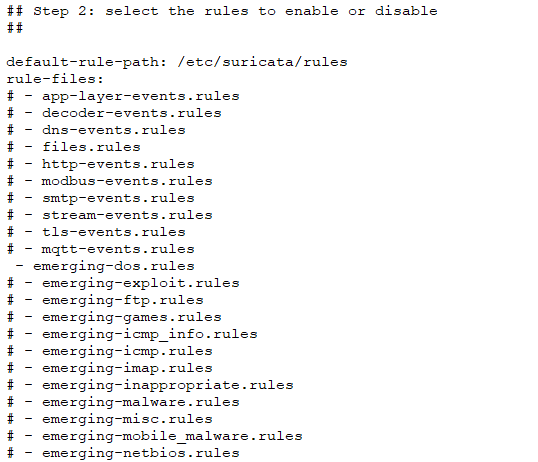 ## Step 2: select the rules to enable or disable
##
default-rule-path: /etc/suricata/rules
rule-files:
# - app-layer-events.rules
# - decoder-events.rules
# - dns-events.rules
# - files.rules
# - http-events.rules
# - modbus-events.rules
# - smtp-events.rules
# - stream-events.rules
# - tls-events.rules
# - mqtt-events.rules
 - emerging-dos.rules
# - emerging-exploit.rules
# - emerging-ftp.rules
# - emerging-games.rules
# - emerging-icmp_info.rules
# - emerging-icmp.rules
# - emerging-imap.rules
# - emerging-inappropriate.rules
# - emerging-malware.rules
# - emerging-misc.rules
# - emerging-mobile_malware.rules
# - emerging-netbios.rules